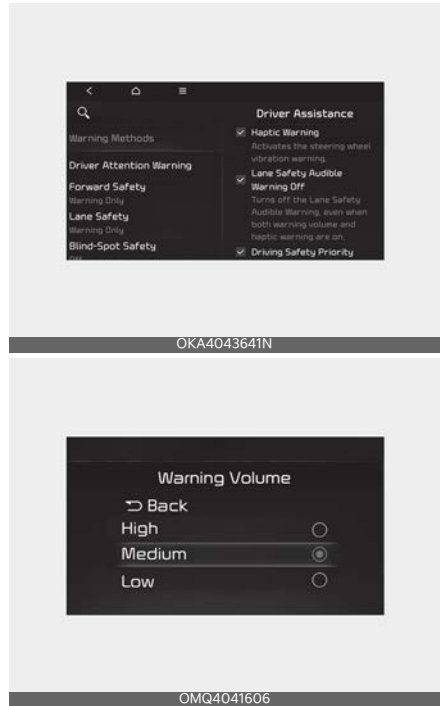 Driver Assistance
Warning Methods
Driver Attention Warning
Forward Safety
Warning Only
Lane Safety
Warning Only
Blind-Spot Safety
Off
Haptic Warning
Activates the steering wheel
vibration warning.
Lane Safety Audible
Warning Off
Turns off the Lane Safety
Audible Warning, even when
both warning volume and
haptic warning are on.
Driving Safety Priority
OKA4043641N
Warning Volume
Back
High
Medium
Low
OMQ4041606